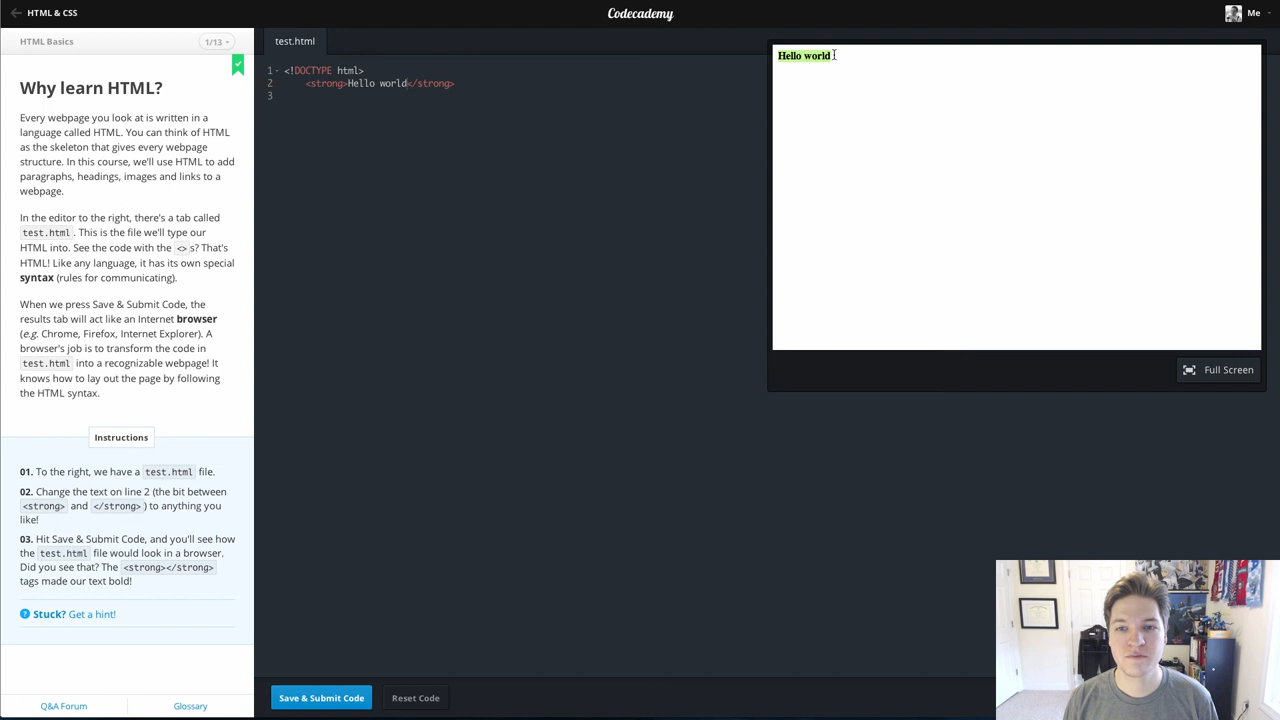 HTML & CSS
Codecademy
Me
HTML Basics
1/13
test.html
Why learn HTML?
Every webpage you look at is written in a
language called HTML. You can think of HTML
as the skeleton that gives every webpage
structure. In this course, we'll use HTML to add
paragraphs, headings, images and links to a
webpage.
In the editor to the right, there's a tab called
test.html. This is the file we'll type our
HTML into. See the code with the <>s? That's
HTML! Like any language, it has its own special
syntax (rules for communicating).
When we press Save & Submit Code, the
results tab will act like an Internet browser
(e.g. Chrome, Firefox, Internet Explorer). A
browser's job is to transform the code in
test.html into a recognizable webpage! It
knows how to lay out the page by following
the HTML syntax.
Instructions
01. To the right, we have a test.html file.
02. Change the text on line 2 (the bit between
<strong> and </strong>) to anything you
like!
03. Hit Save & Submit Code, and you'll see how
the test.html file would look in a browser.
Did you see that? The <strong></strong>
tags made our text bold!
? Stuck? Get a hint!
Q&A Forum
Glossary
1 <!DOCTYPE html>
2 <strong>Hello world</strong>
3
Save & Submit Code
Reset Code
Hello world
Full Screen